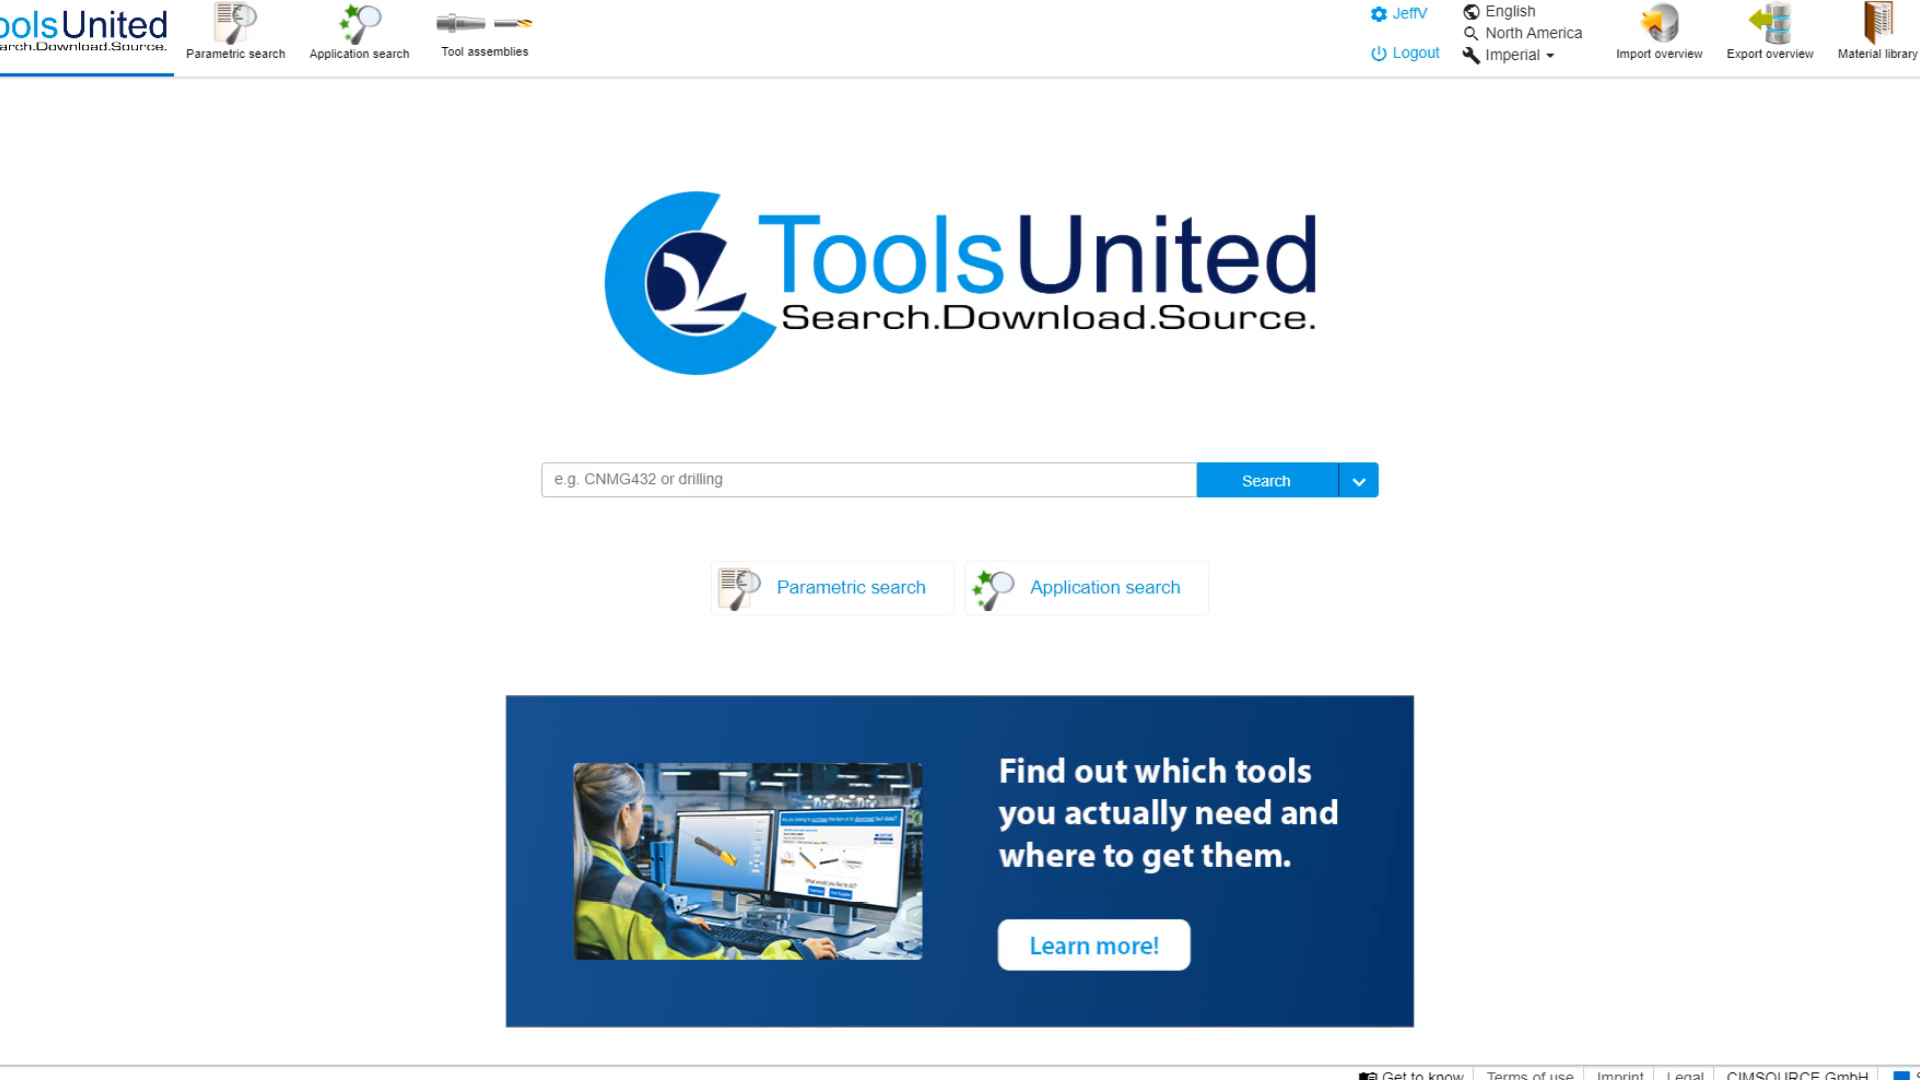 oolsUnited
arch.Download.Source.
Parametric search
Application search
Tool assemblies
JeffV
Logout
English
North America
Imperial
Import overview
Export overview
Material library
ToolsUnited
Search.Download.Source.
e.g. CNMG432 or drilling
Search
Parametric search
Application search
Find out which tools
you actually need and
where to get them.
Learn more!
Get to know
Terms of use
Imprint
Legal
CIMSOURCE GmbH